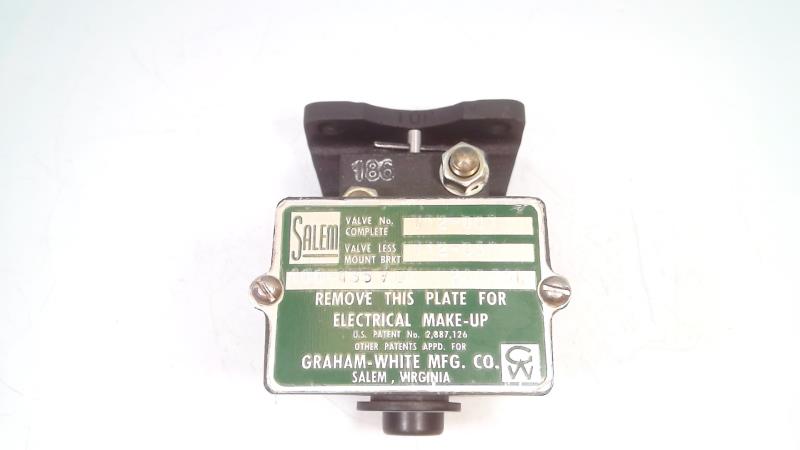 TOP
186
SALEM
VALVE No.
COMPLETE
VALVE LESS
MOUNT BRKT
REMOVE THIS PLATE FOR
ELECTRICAL MAKE-UP
U.S. PATENT No. 2,887,126
OTHER PATENTS APPD. FOR
GRAHAM-WHITE MFG. CO.
SALEM, VIRGINIA
GW